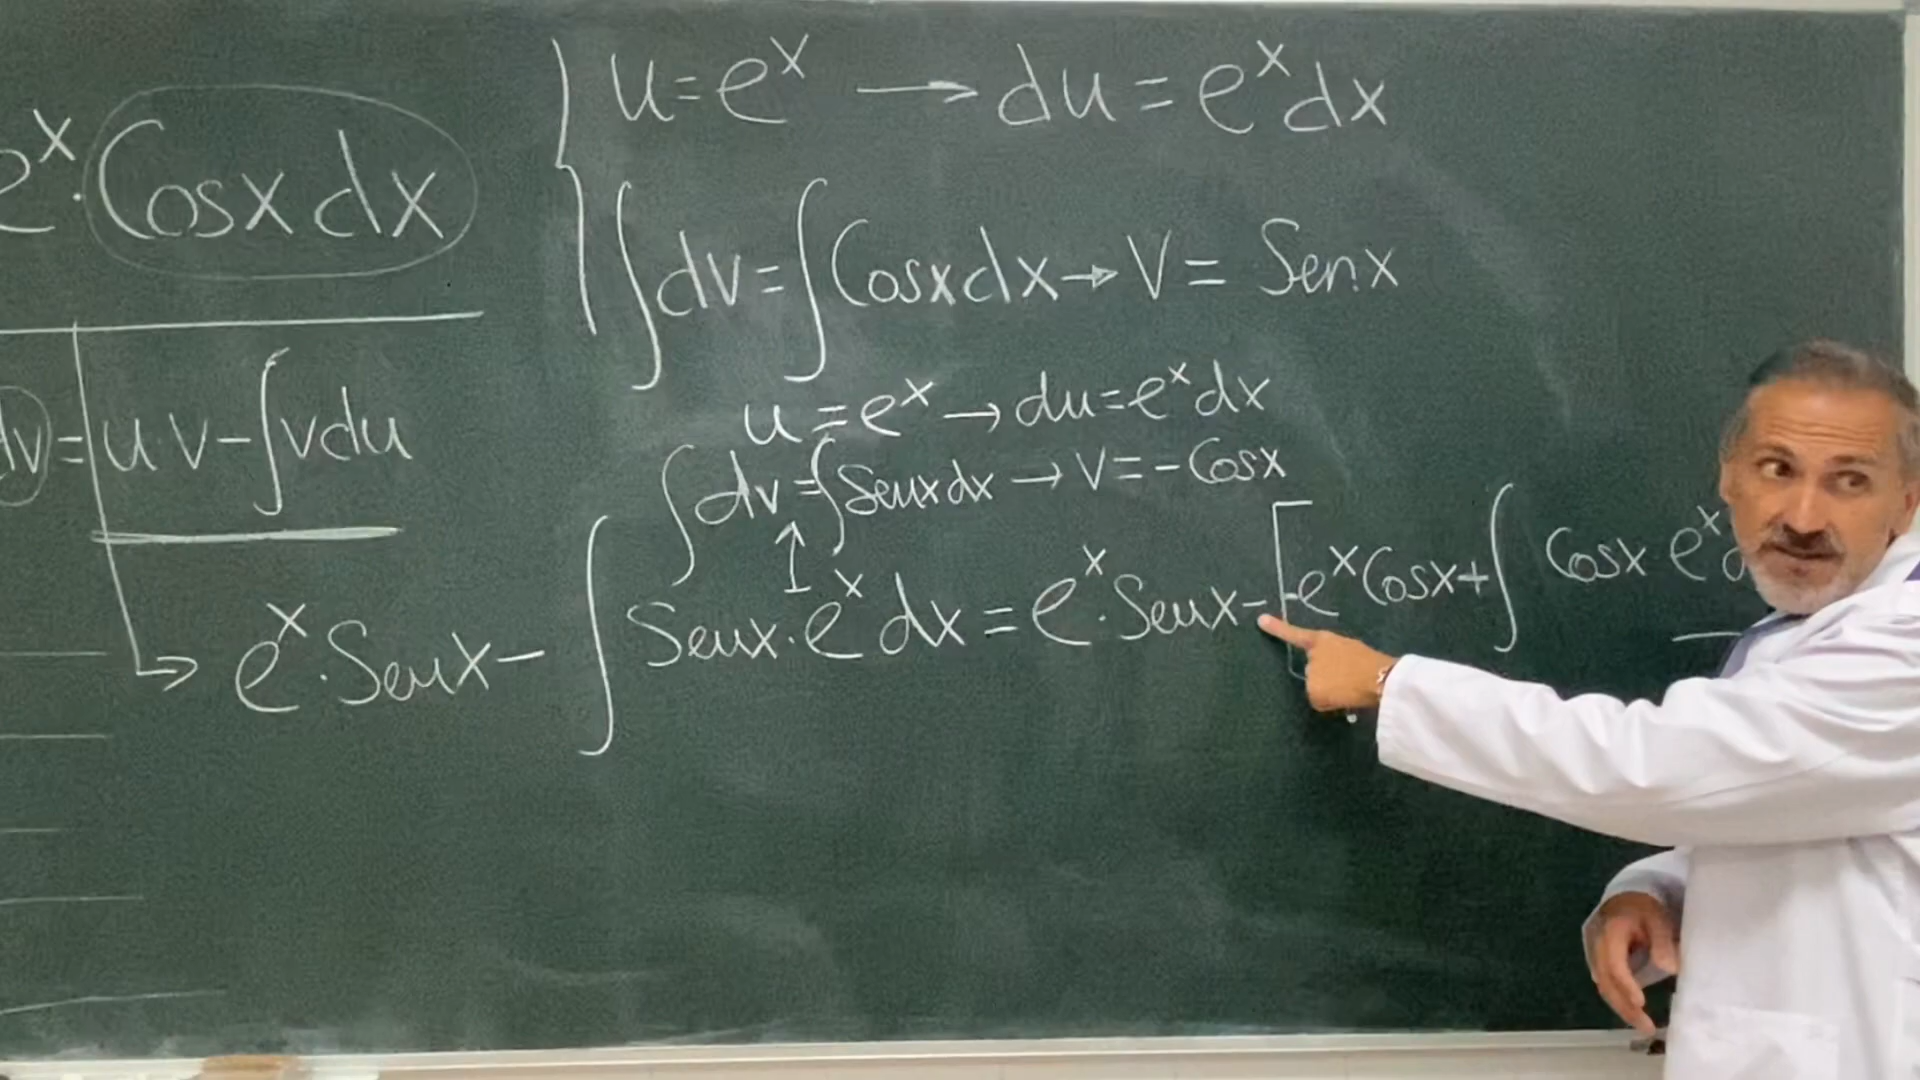 e^x · Cosx dx
dv = u v - ∫vdu
u = e^x → du = e^x dx
∫dv = ∫Cosx dx → V = Senx
u = e^x → du = e^x dx
∫dv = ∫Senx dx → V = -Cosx
↑
→ e^x · Senx - ∫Senx · e^x dx = e^x · Senx - [-e^x Cosx + ∫ Cosx e^x d